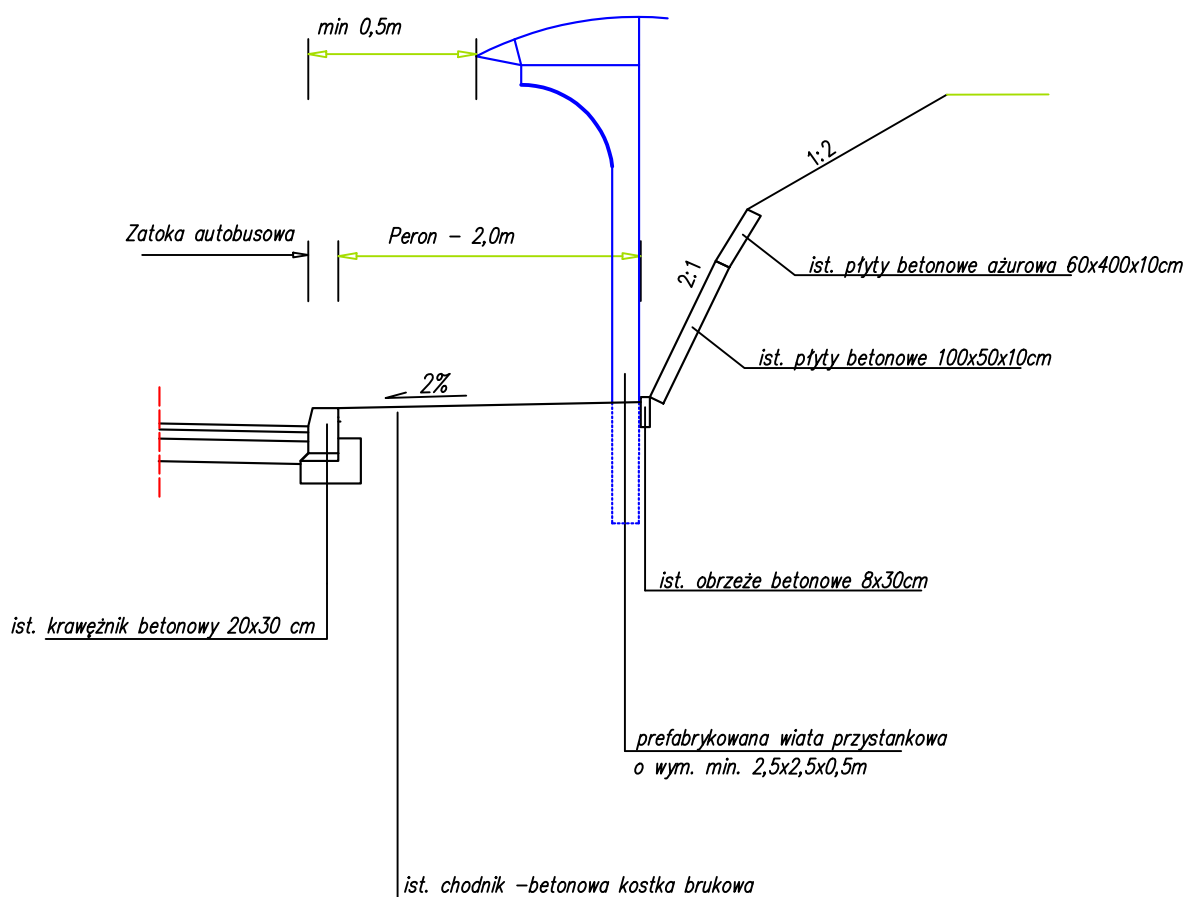 min 0,5m
1:2
Zatoka autobusowa
Peron - 2,0m
ist. płyty betonowe ażurowa 60x400x10cm
2:1
ist. płyty betonowe 100x50x10cm
2%
ist. obrzeże betonowe 8x30cm
ist. krawężnik betonowy 20x30 cm
prefabrykowana wiata przystankowa
o wym. min. 2,5x2,5x0,5m
ist. chodnik -betonowa kostka brukowa